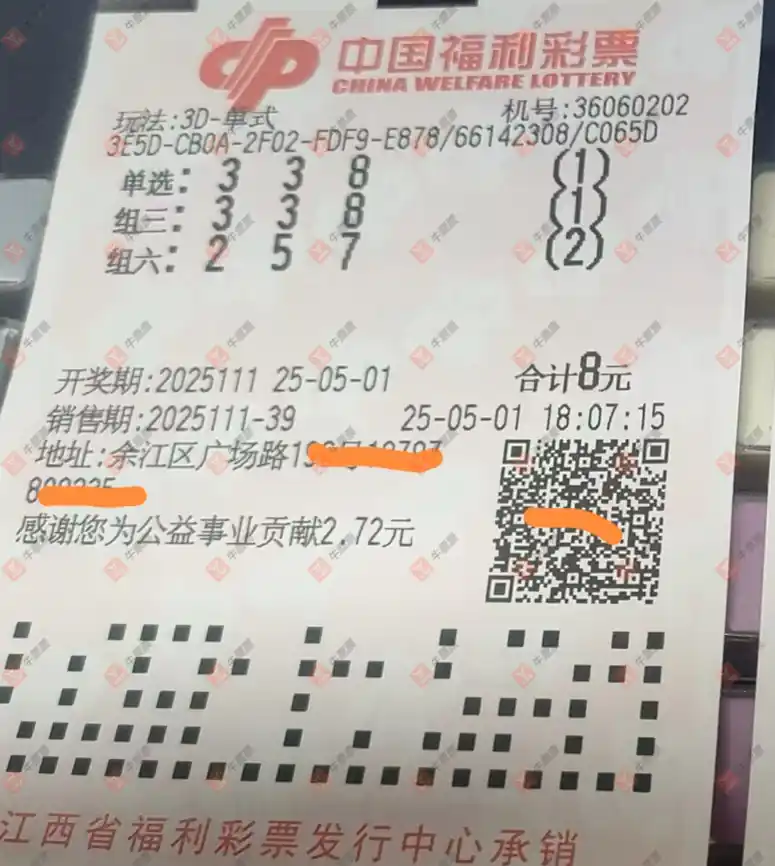 中国福利彩票
CHINA WELFARE LOTTERY
玩法:3D-单式 机号:36060202
3E5D-CB0A-2F02-FDF9-E878/66142308/C065D
单选: 3 3 8 (1)
组三: 3 3 8 (1)
组六: 2 5 7 (2)
开奖期:2025111 25-05-01 合计8元
销售期:2025111-39 25-05-01 18:07:15
地址:余江区广场路19
8
感谢您为公益事业贡献2.72元
江西省福利彩票发行中心承销